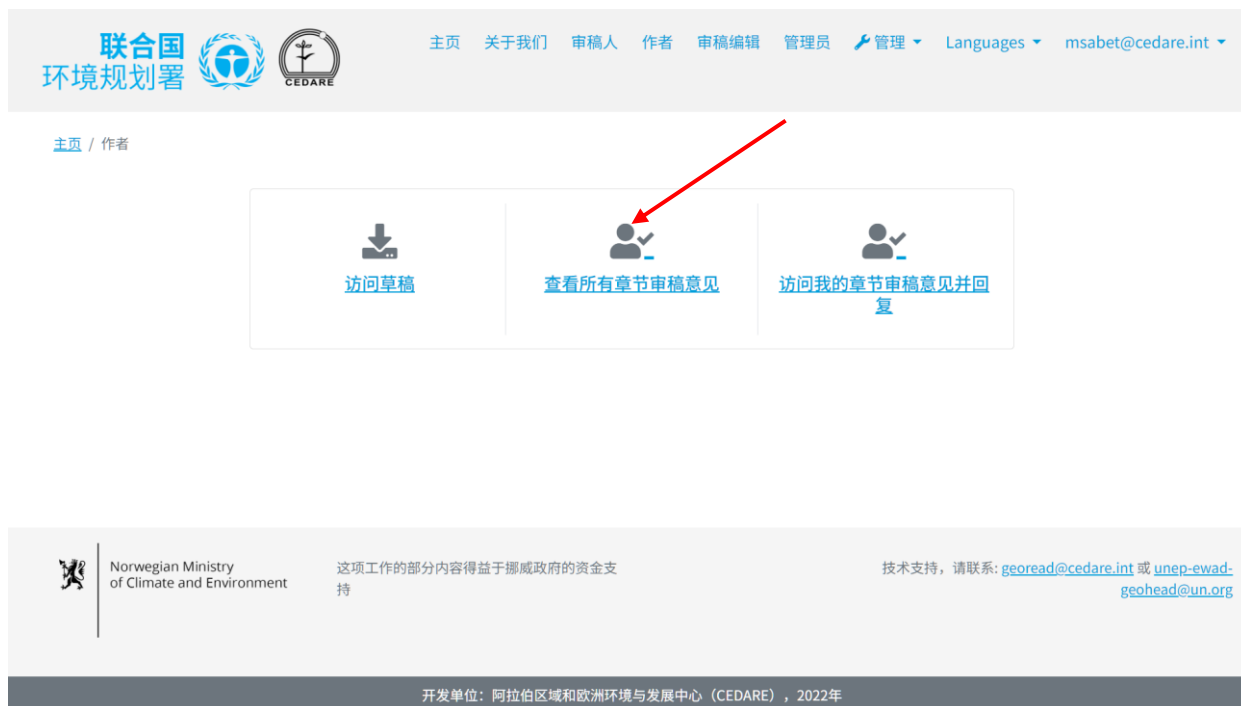 联合国
环境规划署
CEDARE
主页 关于我们 审稿人 作者 审稿编辑 管理员 管理 Languages msabet@cedare.int
主页 / 作者
访问草稿
查看所有章节审稿意见
访问我的章节审稿意见并回
复
Norwegian Ministry
of Climate and Environment
这项工作的部分内容得益于挪威政府的资金支
持
技术支持，请联系: georead@cedare.int 或 unep-ewad-
geohead@un.org
开发单位：阿拉伯区域和欧洲环境与发展中心（CEDARE），2022年